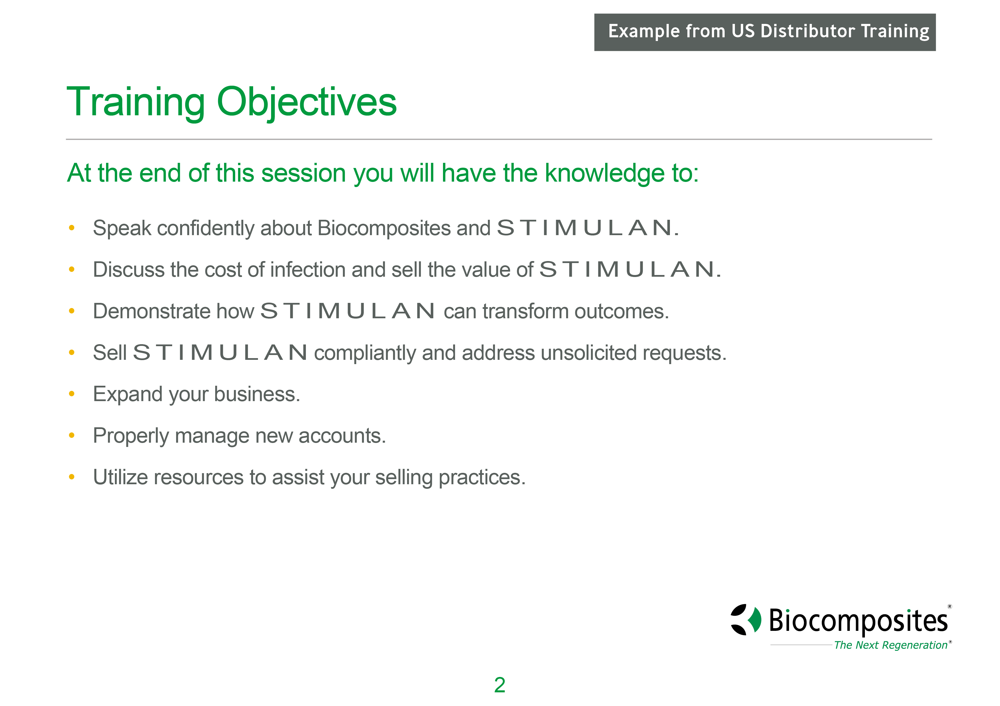 Example from US Distributor Training
Training Objectives
At the end of this session you will have the knowledge to:
• Speak confidently about Biocomposites and STIMULAN.
• Discuss the cost of infection and sell the value of STIMULAN.
• Demonstrate how STIMULAN can transform outcomes.
• Sell STIMULAN compliantly and address unsolicited requests.
• Expand your business.
• Properly manage new accounts.
• Utilize resources to assist your selling practices.
Biocomposites®
The Next Regeneration®
2